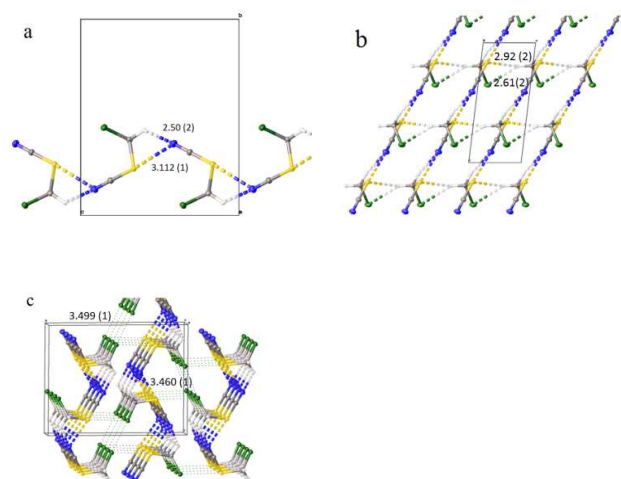 a
b
2.50 (2)
3.112 (1)
b
2.92 (2)
2.61(2)
c
3.499 (1)
3.460 (1)